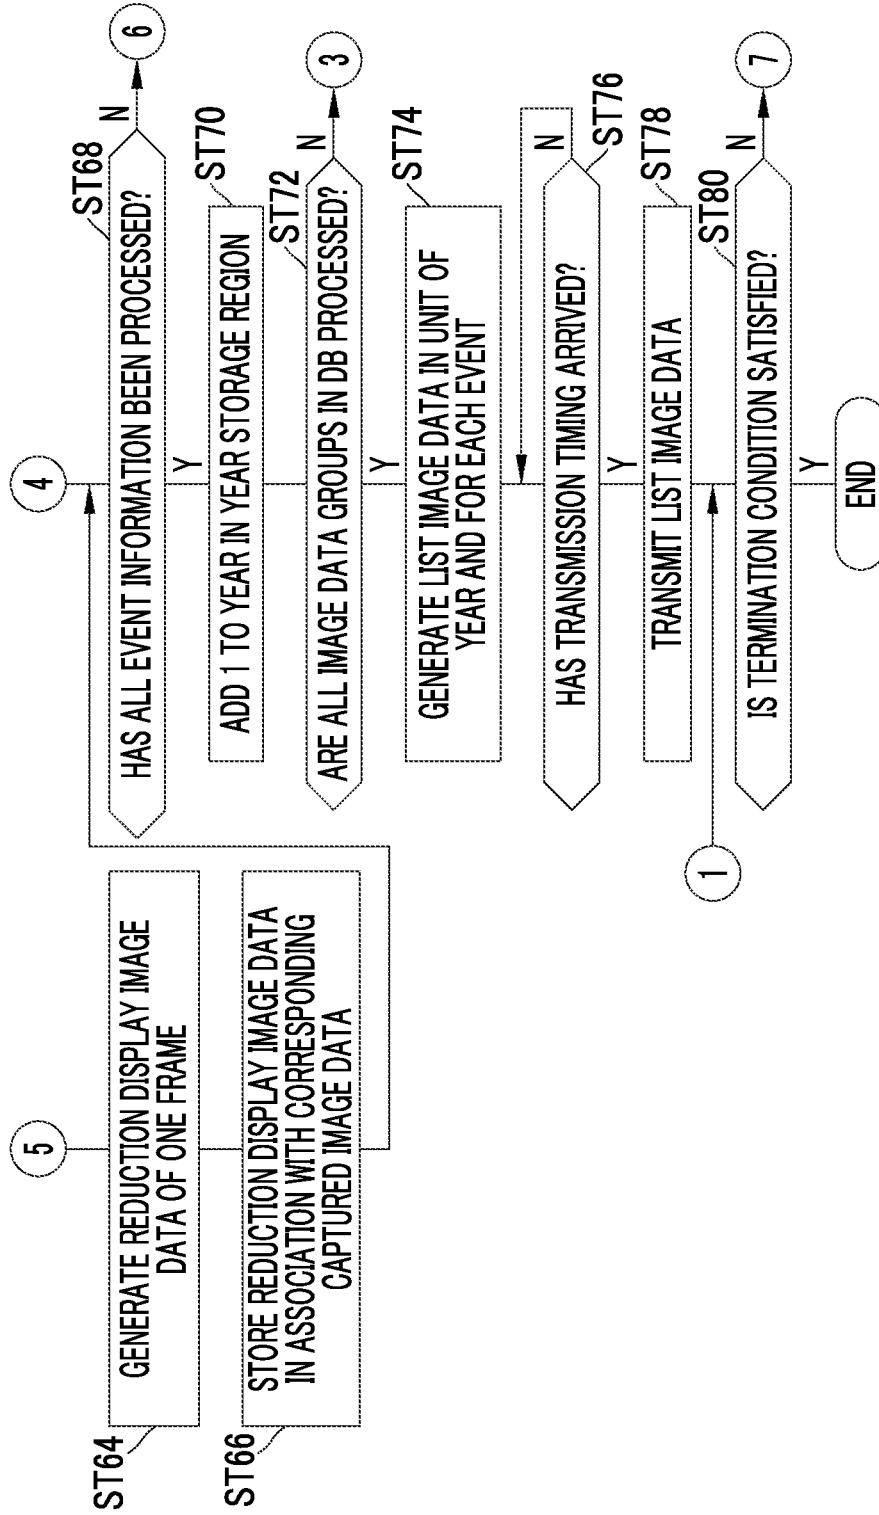 5
ST64
GENERATE REDUCTION DISPLAY IMAGE
DATA OF ONE FRAME
ST66
STORE REDUCTION DISPLAY IMAGE DATA
IN ASSOCIATION WITH CORRESPONDING
CAPTURED IMAGE DATA
4
ST68
HAS ALL EVENT INFORMATION BEEN PROCESSED?
N
6
Y
ST70
ADD 1 TO YEAR IN YEAR STORAGE REGION
ST72
ARE ALL IMAGE DATA GROUPS IN DB PROCESSED?
N
3
Y
ST74
GENERATE LIST IMAGE DATA IN UNIT OF
YEAR AND FOR EACH EVENT
HAS TRANSMISSION TIMING ARRIVED?
N
ST76
Y
ST78
TRANSMIT LIST IMAGE DATA
1
ST80
IS TERMINATION CONDITION SATISFIED?
N
7
Y
END